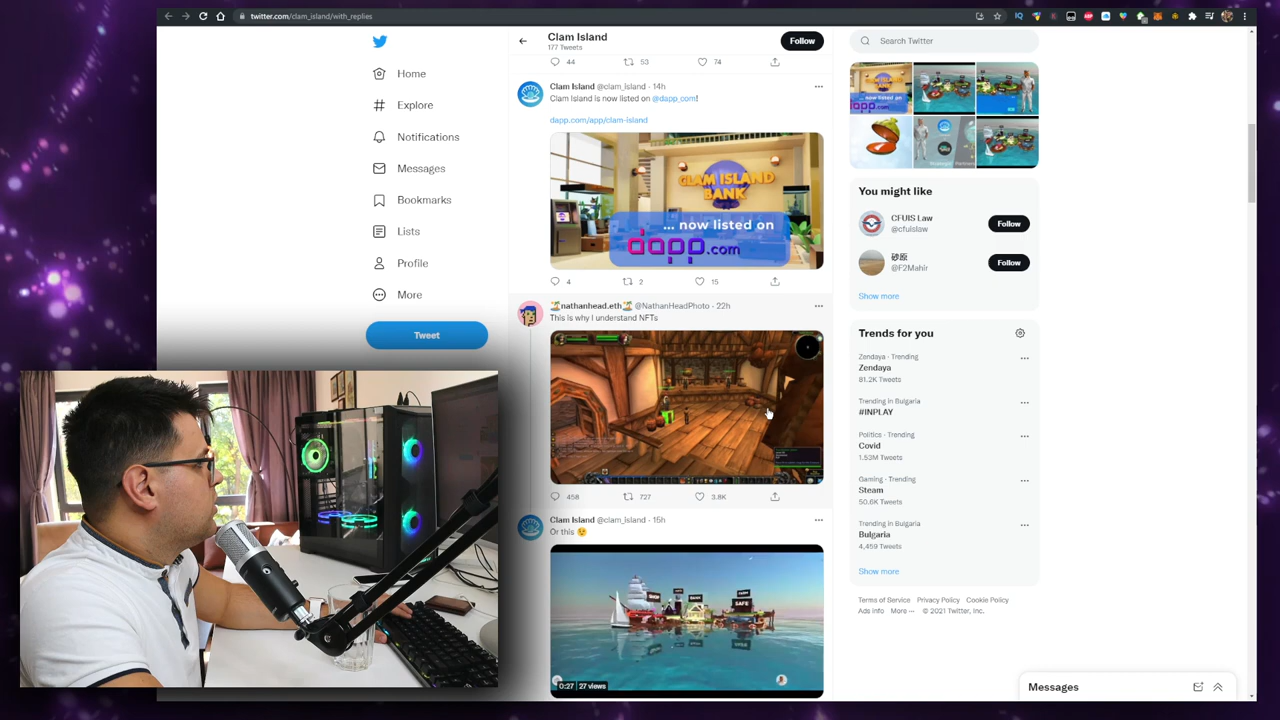 twitter.com/clam_island/with_replies
Home
Explore
Notifications
Messages
Bookmarks
Lists
Profile
More
Tweet
Clam Island
177 Tweets
Follow
44
53
74
Clam Island @clam_island · 14h
Clam Island is now listed on @dapp_com!
dapp.com/app/clam-island
CLAM ISLAND
BANK
... now listed on
dapp.com
4
2
15
nathanhead.eth @NathanHeadPhoto · 22h
This is why I understand NFTs
458
727
3.8K
Clam Island @clam_island · 15h
Or this
SHOP
BANK
FARM
SAFE
0:27 | 27 views
Search Twitter
You might like
CFUIS Law
@cfuislaw
Follow
砂原
@F2Mahir
Follow
Show more
Trends for you
Zendaya · Trending
Zendaya
81.2K Tweets
Trending in Bulgaria
#INPLAY
Politics · Trending
Covid
1.53M Tweets
Gaming · Trending
Steam
50.6K Tweets
Trending in Bulgaria
Bulgaria
4,459 Tweets
Show more
Terms of Service Privacy Policy Cookie Policy
Ads info More ··· © 2021 Twitter, Inc.
Messages